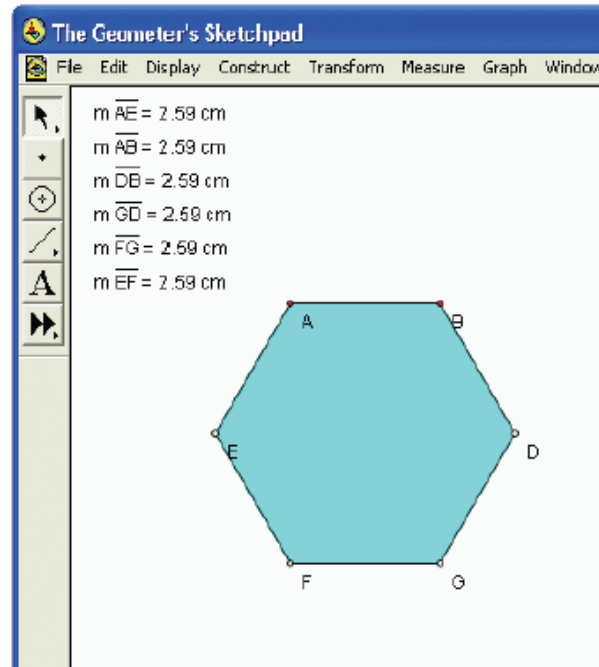 The Geometer's Sketchpad
File Edit Display Construct Transform Measure Graph Window
m AE = 2.59 cm
m AB = 2.59 cm
m DB = 2.59 cm
m GD = 2.59 cm
m FG = 2.59 cm
m EF = 2.59 cm
A
A B
E D
F G